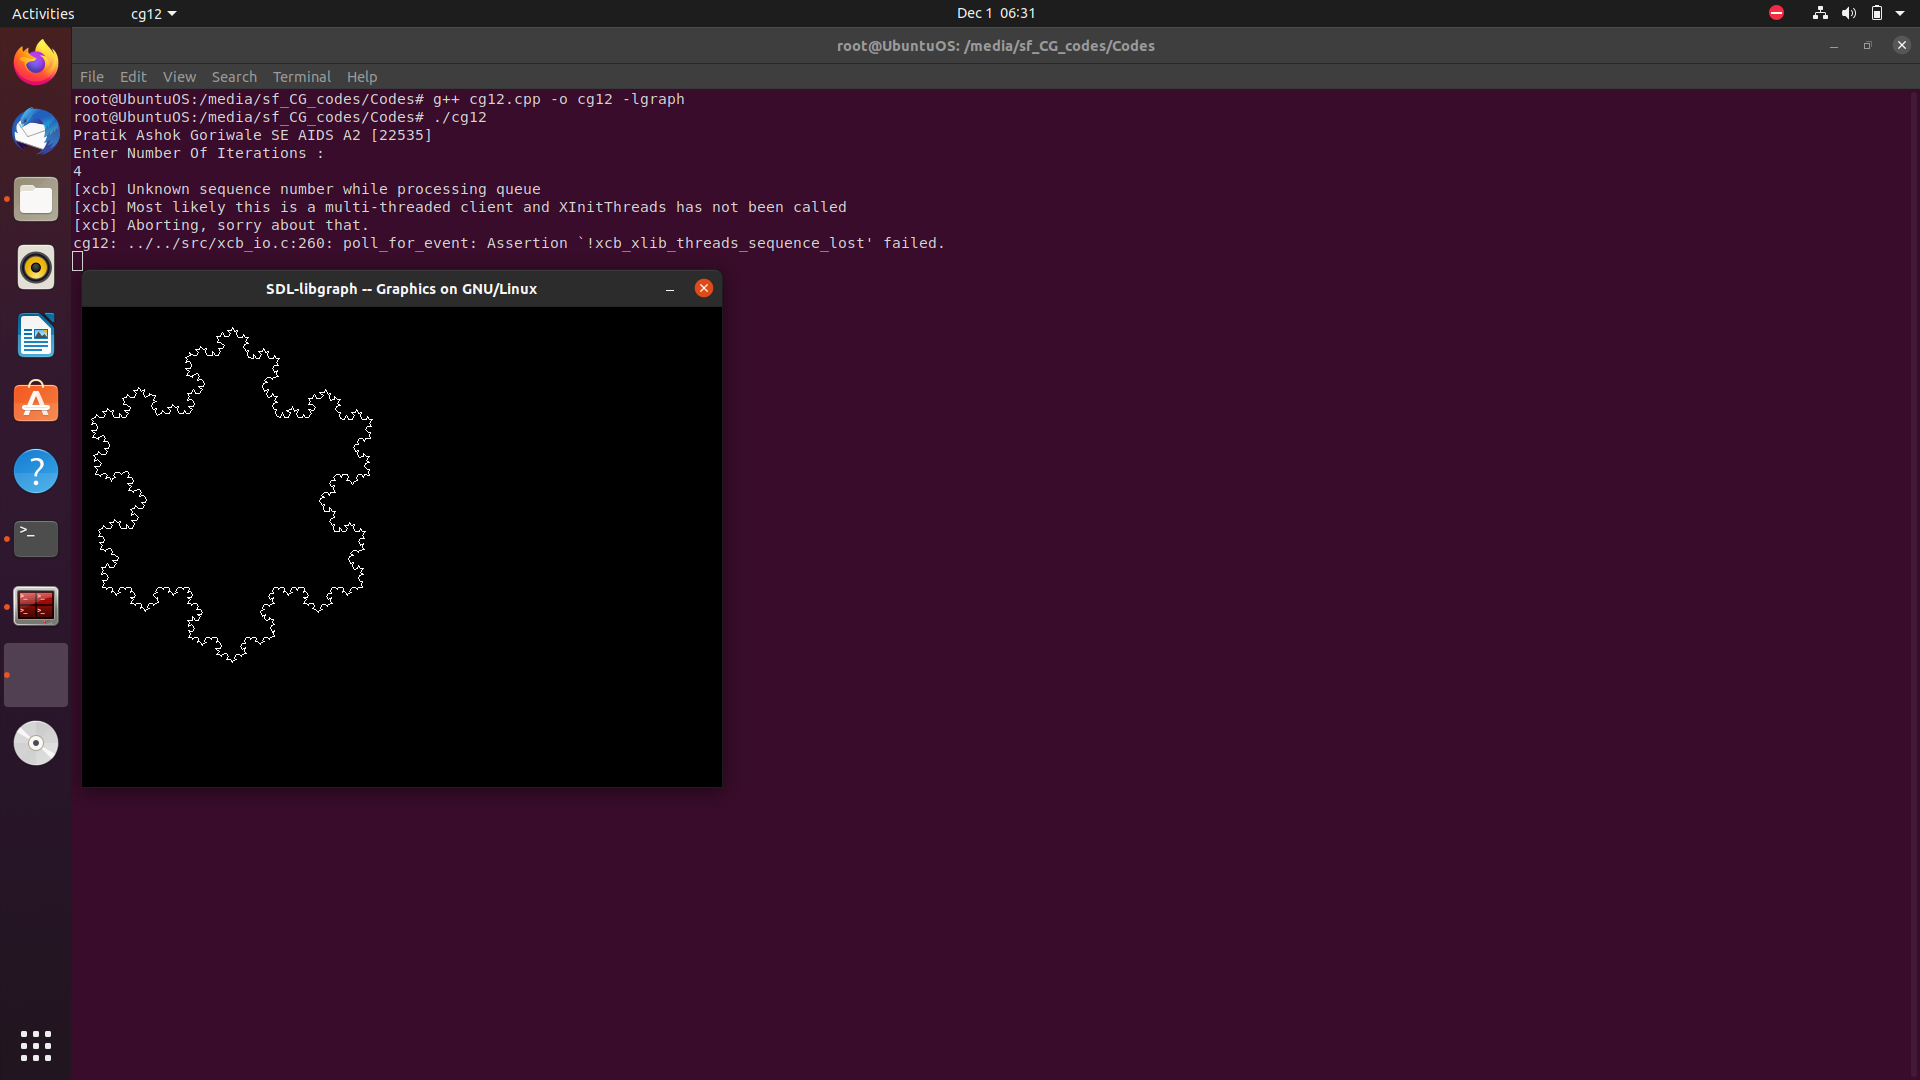 Activities
cg12
Dec 1 06:31
root@UbuntuOS: /media/sf_CG_codes/Codes
File Edit View Search Terminal Help
root@UbuntuOS:/media/sf_CG_codes/Codes# g++ cg12.cpp -o cg12 -lgraph
root@UbuntuOS:/media/sf_CG_codes/Codes# ./cg12
Pratik Ashok Goriwale SE AIDS A2 [22535]
Enter Number Of Iterations :
4
[xcb] Unknown sequence number while processing queue
[xcb] Most likely this is a multi-threaded client and XInitThreads has not been called
[xcb] Aborting, sorry about that.
cg12: ../../src/xcb_io.c:260: poll_for_event: Assertion `!xcb_xlib_threads_sequence_lost' failed.
SDL-libgraph -- Graphics on GNU/Linux